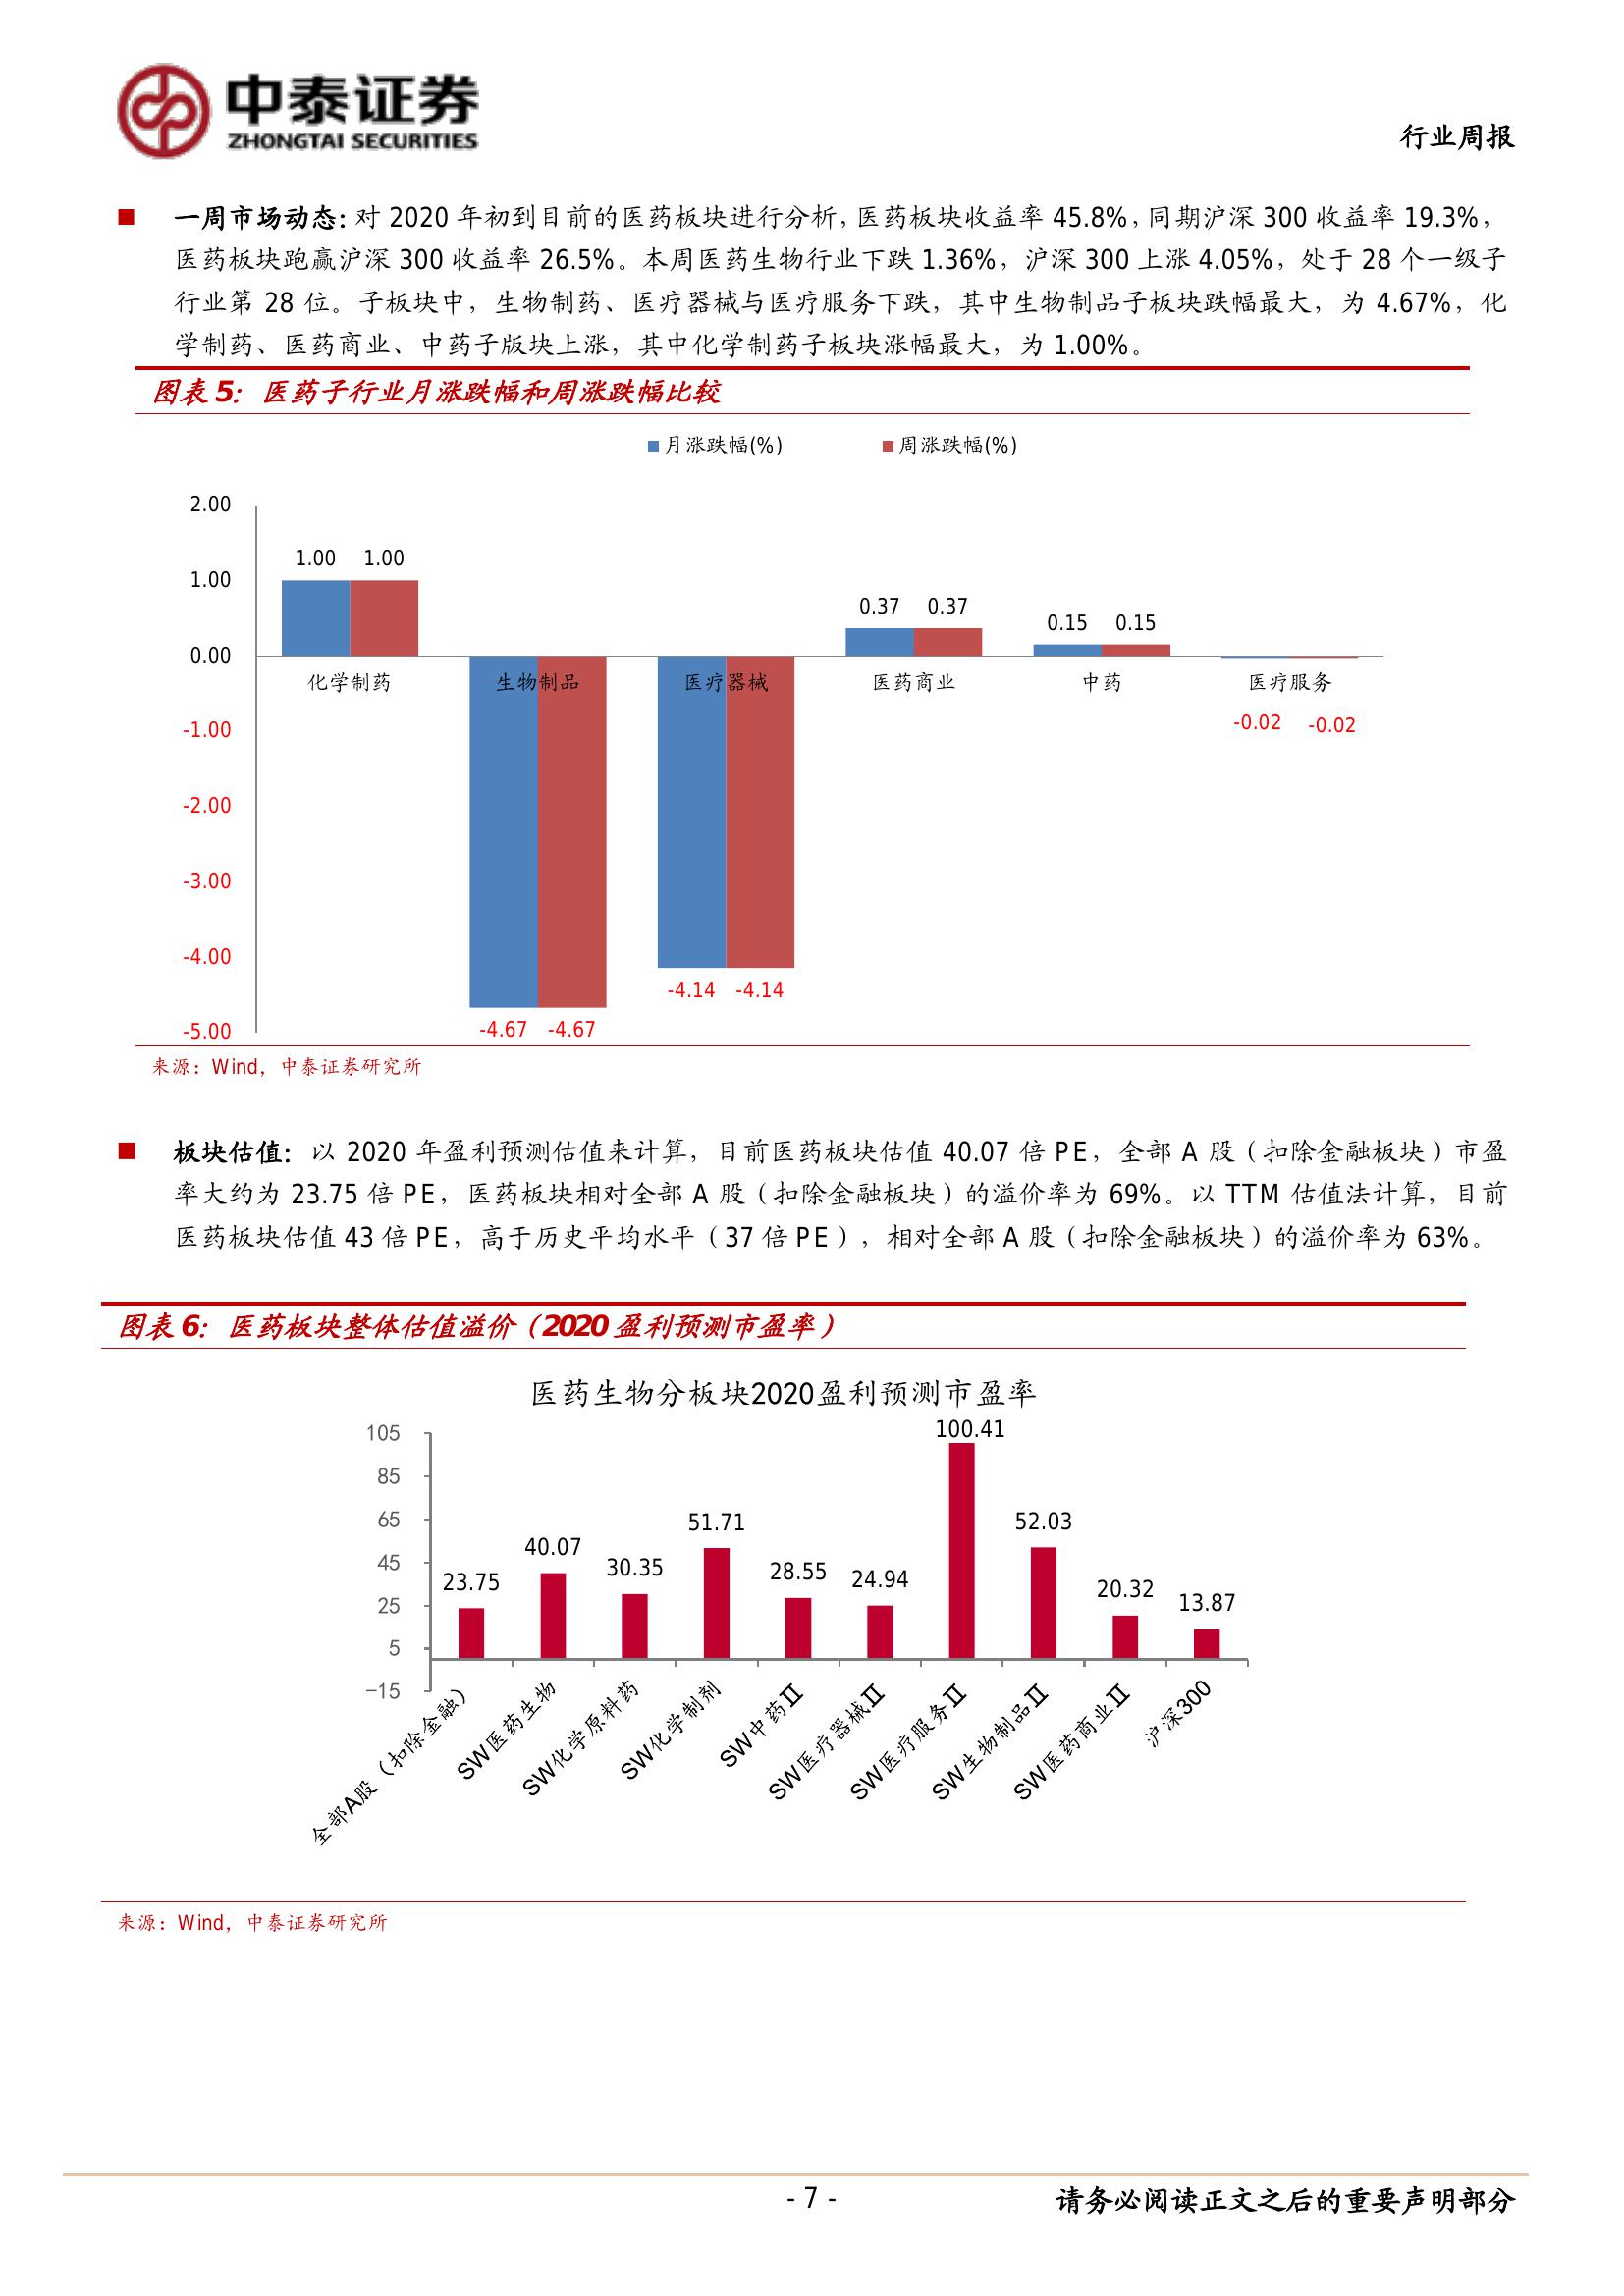 中泰证券
ZHONGTAI SECURITIES
行业周报
■ 一周市场动态：对 2020 年初到目前的医药板块进行分析，医药板块收益率 45.8%，同期沪深 300 收益率 19.3%，
医药板块跑赢沪深 300 收益率 26.5%。本周医药生物行业下跌 1.36%，沪深 300 上涨 4.05%，处于 28 个一级子
行业第 28 位。子板块中，生物制药、医疗器械与医疗服务下跌，其中生物制品子板块跌幅最大，为 4.67%，化
学制药、医药商业、中药子版块上涨，其中化学制药子板块涨幅最大，为 1.00%。
图表 5：医药子行业月涨跌幅和周涨跌幅比较
月涨跌幅(%) 周涨跌幅(%)
2.00
1.00
0.00
-1.00
-2.00
-3.00
-4.00
-5.00
1.00 1.00
-4.67 -4.67
-4.14 -4.14
0.37 0.37
0.15 0.15
-0.02 -0.02
化学制药 生物制品 医疗器械 医药商业 中药 医疗服务
来源：Wind，中泰证券研究所
■ 板块估值：以 2020 年盈利预测估值来计算，目前医药板块估值 40.07 倍 PE，全部 A 股（扣除金融板块）市盈
率大约为 23.75 倍 PE，医药板块相对全部 A 股（扣除金融板块）的溢价率为 69%。以 TTM 估值法计算，目前
医药板块估值 43 倍 PE，高于历史平均水平（37 倍 PE），相对全部 A 股（扣除金融板块）的溢价率为 63%。
图表 6：医药板块整体估值溢价（2020 盈利预测市盈率）
医药生物分板块2020盈利预测市盈率
105
85
65
45
25
5
-15
23.75 40.07 30.35 51.71 28.55 24.94 100.41 52.03 20.32 13.87
全部A股（扣除金融）
SW医药生物
SW化学原料药
SW化学制剂
SW中药Ⅱ
SW医疗器械Ⅱ
SW医疗服务Ⅱ
SW生物制品Ⅱ
SW医药商业Ⅱ
沪深300
来源：Wind，中泰证券研究所
- 7 -
请务必阅读正文之后的重要声明部分